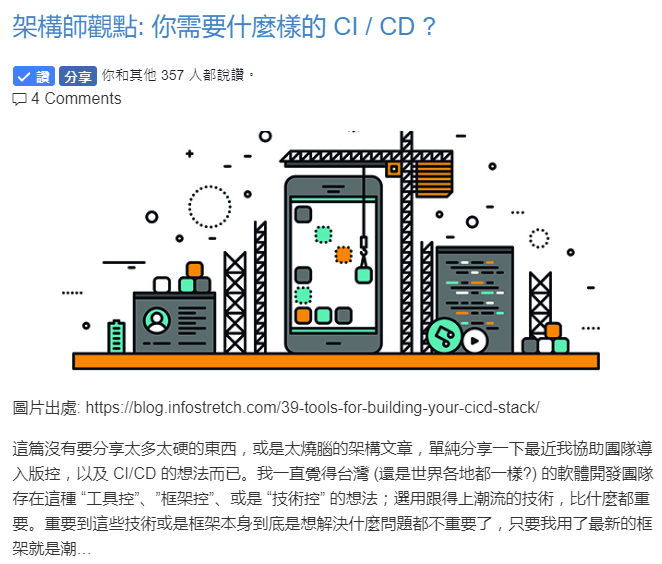 架構師觀點: 你需要什麼樣的 CI / CD ?
讚 分享 你和其他 357 人都說讚。
4 Comments
圖片出處: https://blog.infostretch.com/39-tools-for-building-your-cicd-stack/
這篇沒有要分享太多太硬的東西，或是太燒腦的架構文章，單純分享一下最近我協助團隊導
入版控，以及 CI/CD 的想法而已。我一直覺得台灣 (還是世界各地都一樣?) 的軟體開發團隊
存在這種 “工具控”、”框架控”、或是 “技術控” 的想法；選用跟得上潮流的技術，比什麼都重
要。重要到這些技術或是框架本身到底是想解決什麼問題都不重要了，只要我用了最新的框
架就是潮...